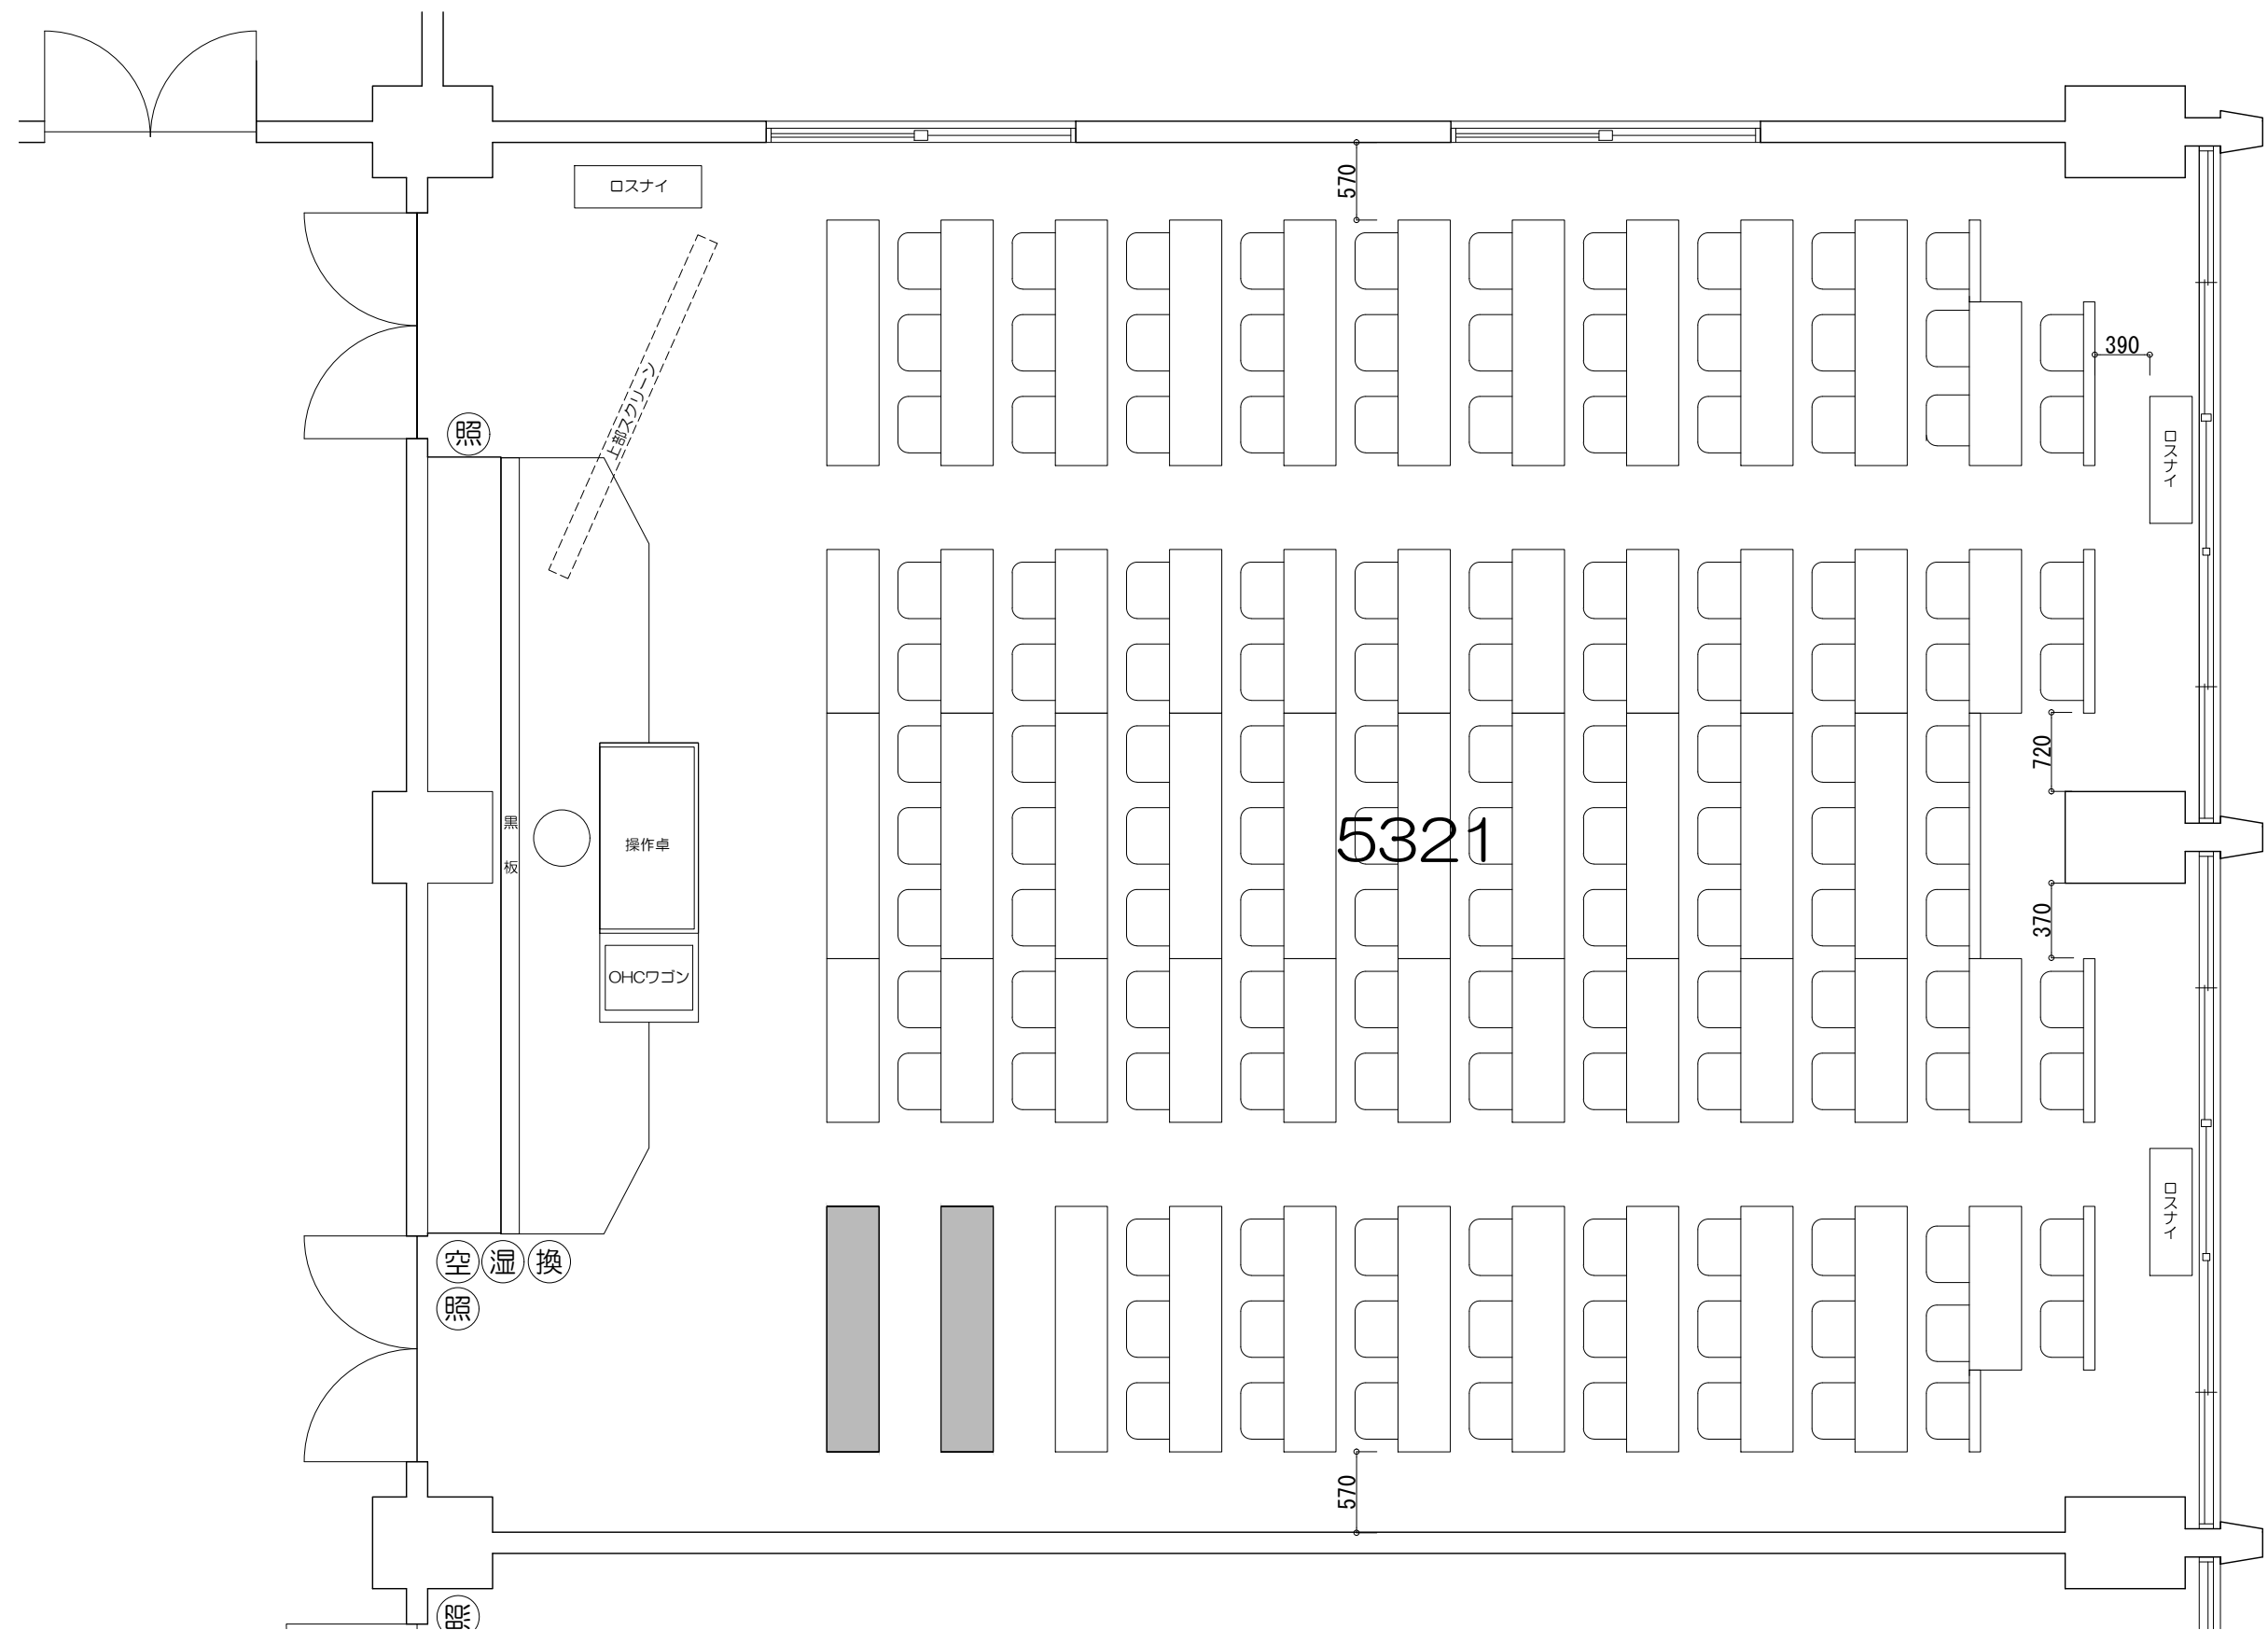 ロスナイ
570
390
照
上部スクリーン
ロスナイ
720
黒板
操作卓
5321
370
OHCワゴン
ロスナイ
空 湿 換
照
570